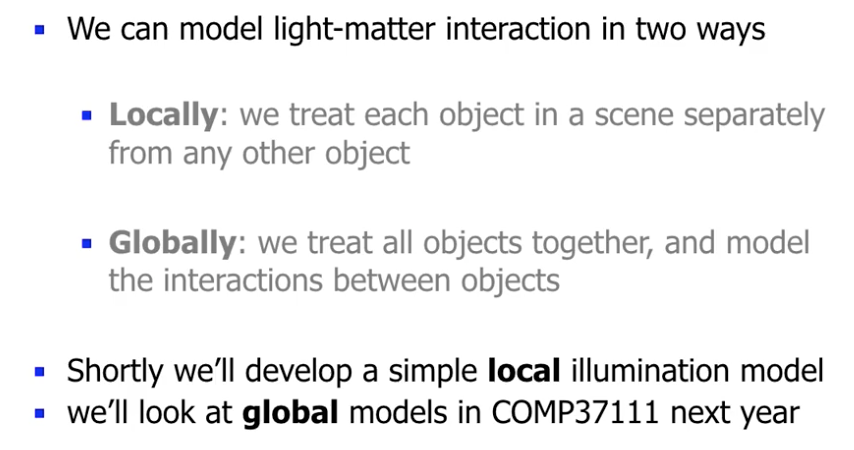 We can model light-matter interaction in two ways
Locally: we treat each object in a scene separately
from any other object
Globally: we treat all objects together, and model
the interactions between objects
Shortly we’ll develop a simple local illumination model
we’ll look at global models in COMP37111 next year